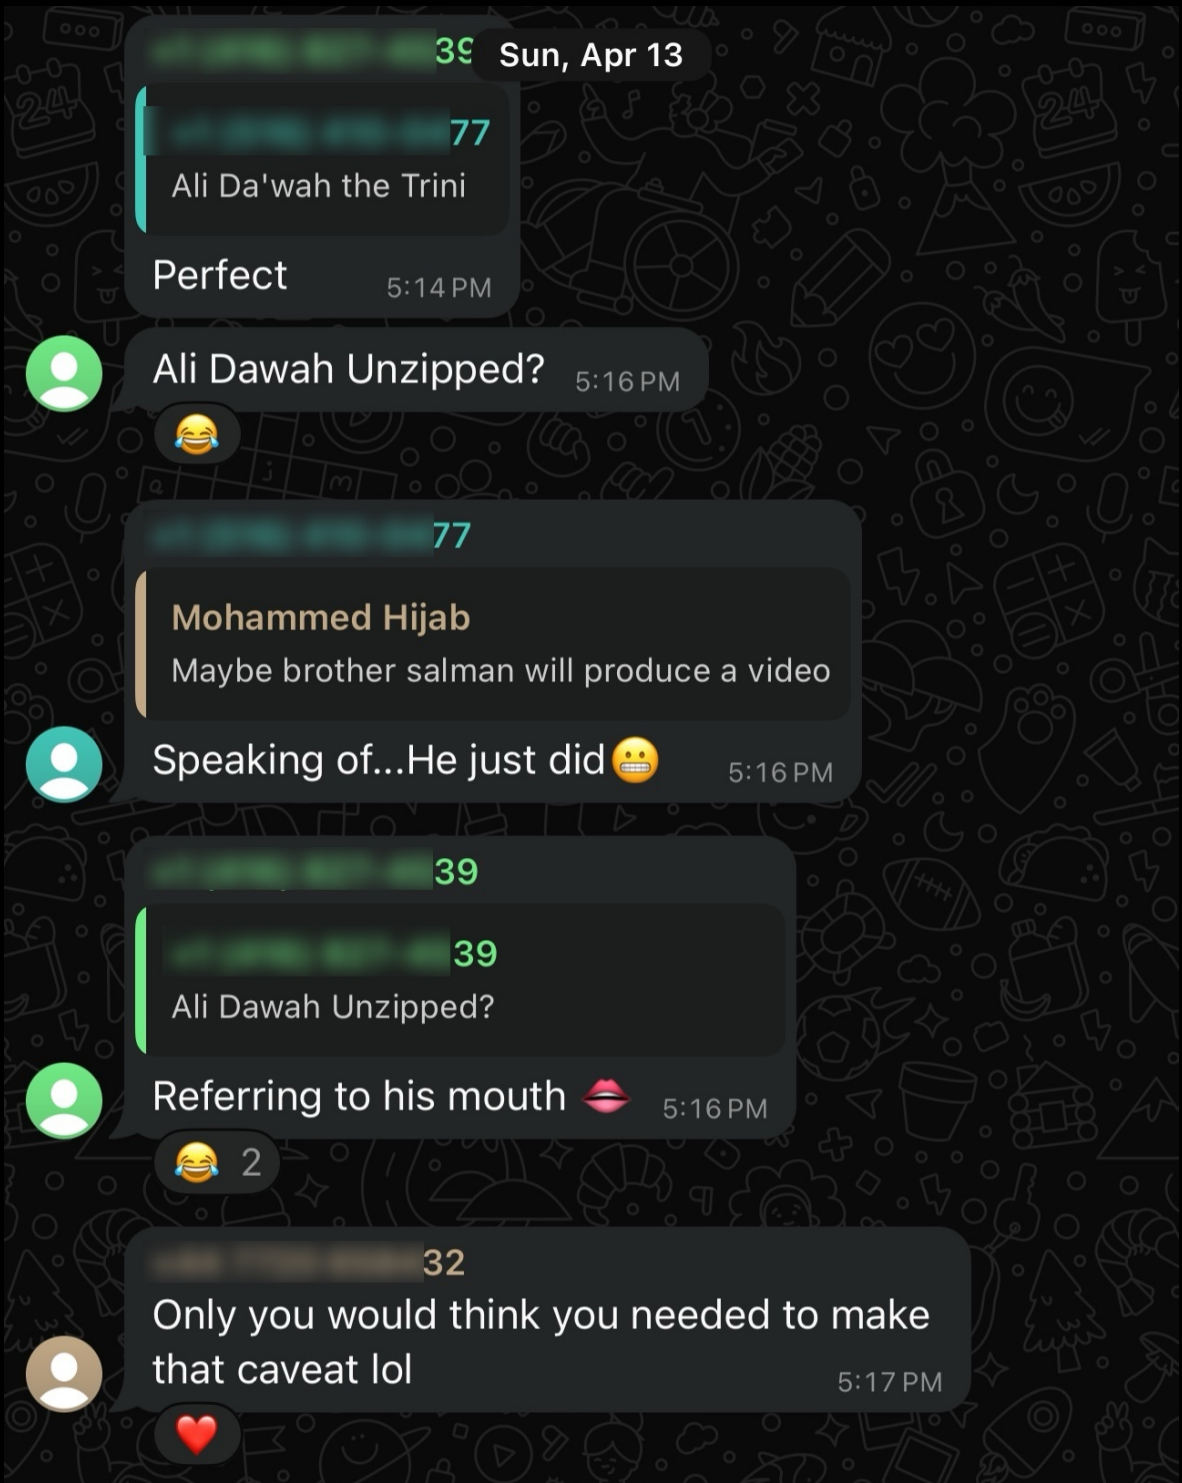 39
Sun, Apr 13
77
Ali Da'wah the Trini
Perfect
5:14 PM
Ali Dawah Unzipped?
5:16 PM
77
Mohammed Hijab
Maybe brother salman will produce a video
Speaking of...He just did😬
5:16 PM
39
39
Ali Dawah Unzipped?
Referring to his mouth 👄
5:16 PM
😂 2
32
Only you would think you needed to make
that caveat lol
5:17 PM